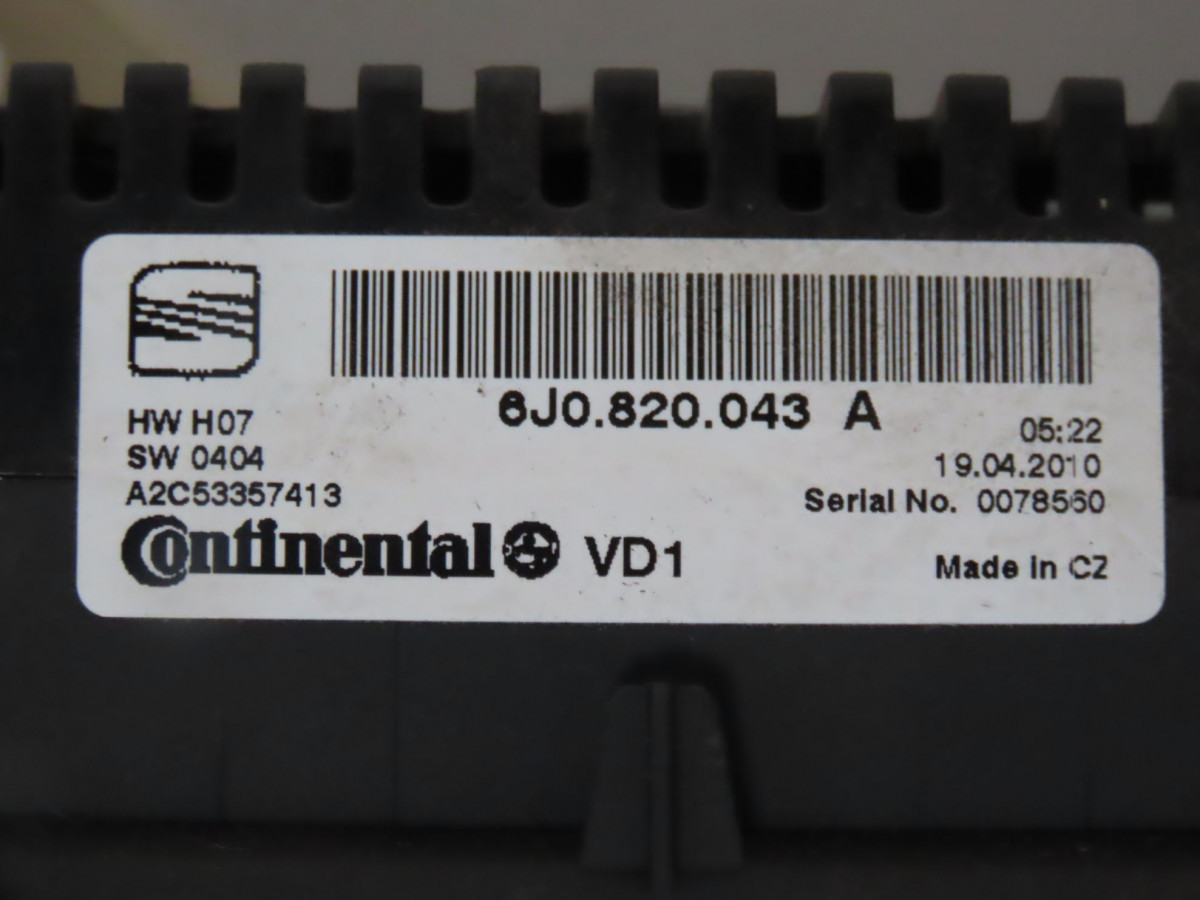 6J0.820.043 A
HW H07
SW 0404
A2C53357413
05:22
19.04.2010
Serial No. 0078560
Continental VD1
Made in CZ